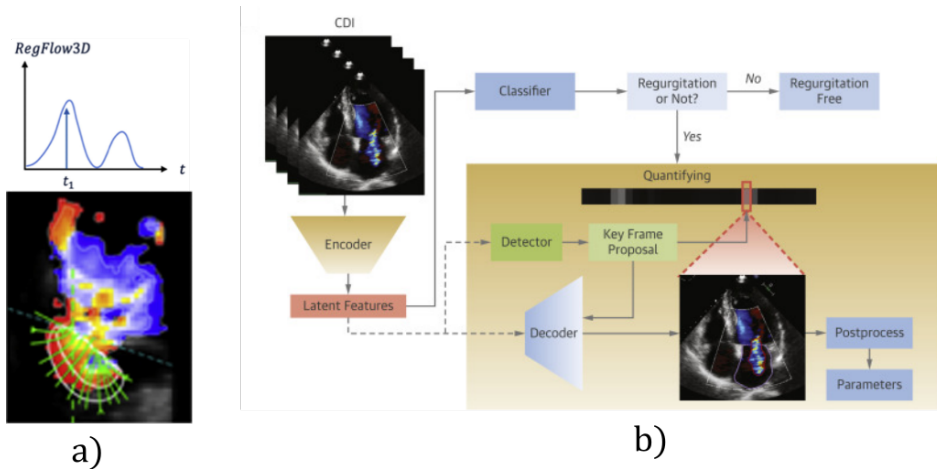 RegFlow3D
t
t₁
a)
CDI
Encoder
Latent Features
Classifier
Regurgitation
or Not?
No
Regurgitation
Free
Yes
Quantifying
Detector
Key Frame
Proposal
Decoder
Postprocess
Parameters
b)